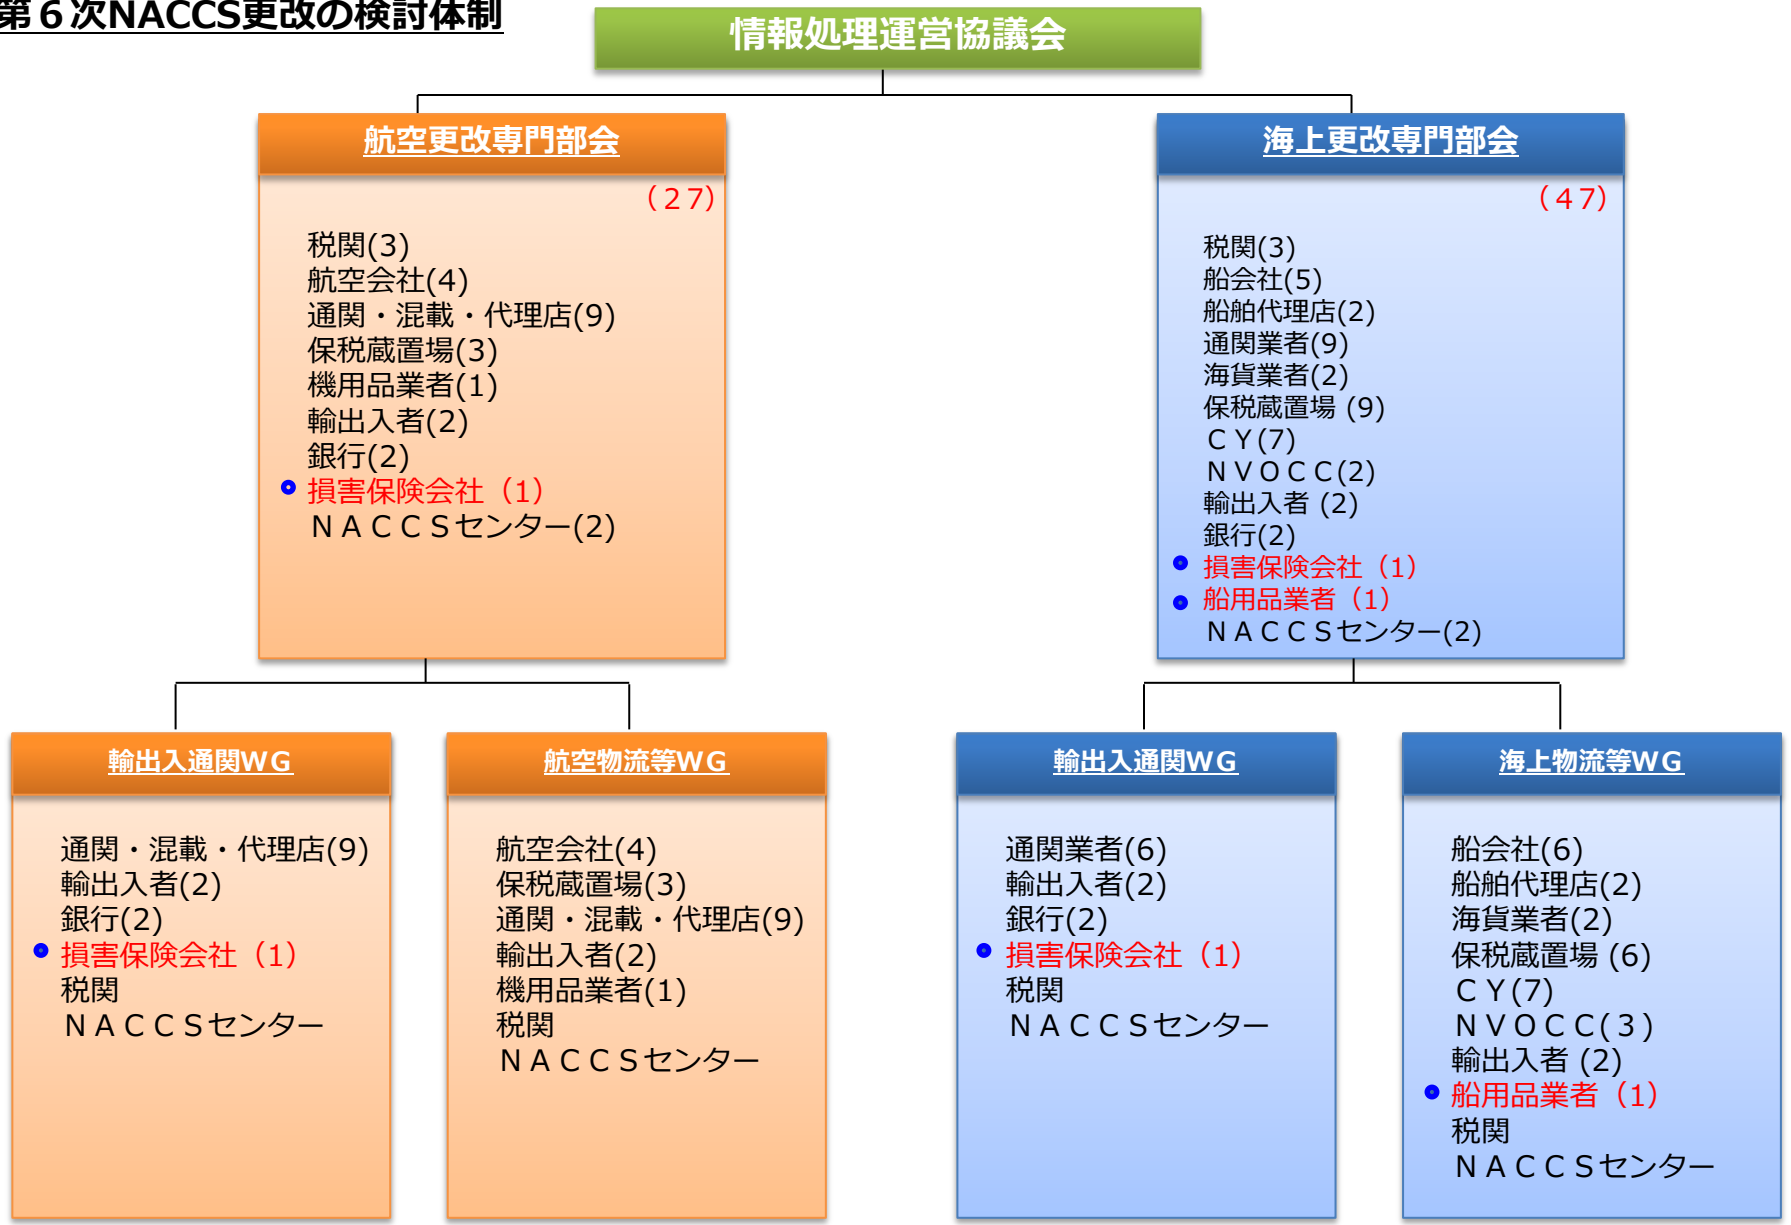 第６次NACCS更改の検討体制
情報処理運営協議会
航空更改専門部会
（２７）
税関(3)
航空会社(4)
通関・混載・代理店(9)
保税蔵置場(3)
機用品業者(1)
輸出入者(2)
銀行(2)
損害保険会社（1）
ＮＡＣＣＳセンター(2)
海上更改専門部会
（４７）
税関(3)
船会社(5)
船舶代理店(2)
通関業者(9)
海貨業者(2)
保税蔵置場 (9)
ＣＹ(7)
ＮＶＯＣＣ(2)
輸出入者 (2)
銀行(2)
損害保険会社（1）
船用品業者（1）
ＮＡＣＣＳセンター(2)
輸出入通関WG
通関・混載・代理店(9)
輸出入者(2)
銀行(2)
損害保険会社（1）
税関
ＮＡＣＣＳセンター
航空物流等WG
航空会社(4)
保税蔵置場(3)
通関・混載・代理店(9)
輸出入者(2)
機用品業者(1)
税関
ＮＡＣＣＳセンター
輸出入通関WG
通関業者(6)
輸出入者(2)
銀行(2)
損害保険会社（1）
税関
ＮＡＣＣＳセンター
海上物流等WG
船会社(6)
船舶代理店(2)
海貨業者(2)
保税蔵置場 (6)
ＣＹ(7)
ＮＶＯＣＣ(３)
輸出入者 (2)
船用品業者（1）
税関
ＮＡＣＣＳセンター